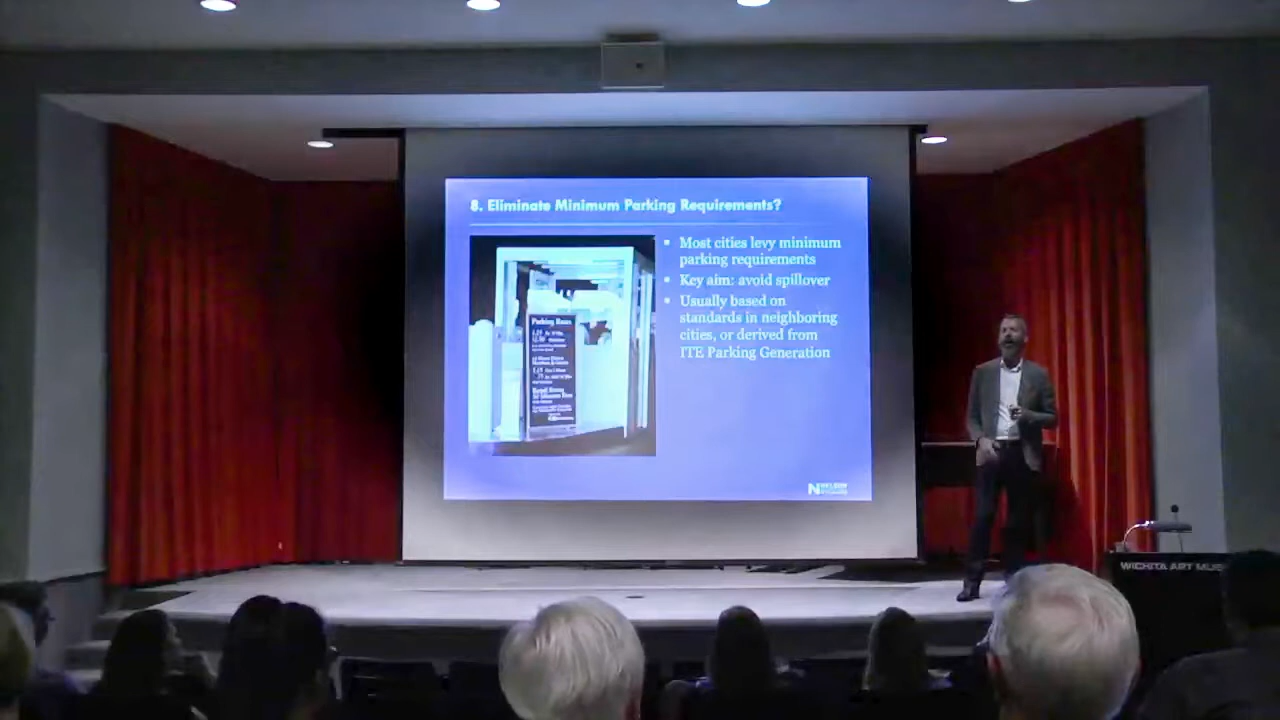 8. Eliminate Minimum Parking Requirements?
Most cities levy minimum
parking requirements
Key aim: avoid spillover
Usually based on
standards in neighboring
cities, or derived from
ITE Parking Generation
Parking Rates
WICHITA ART